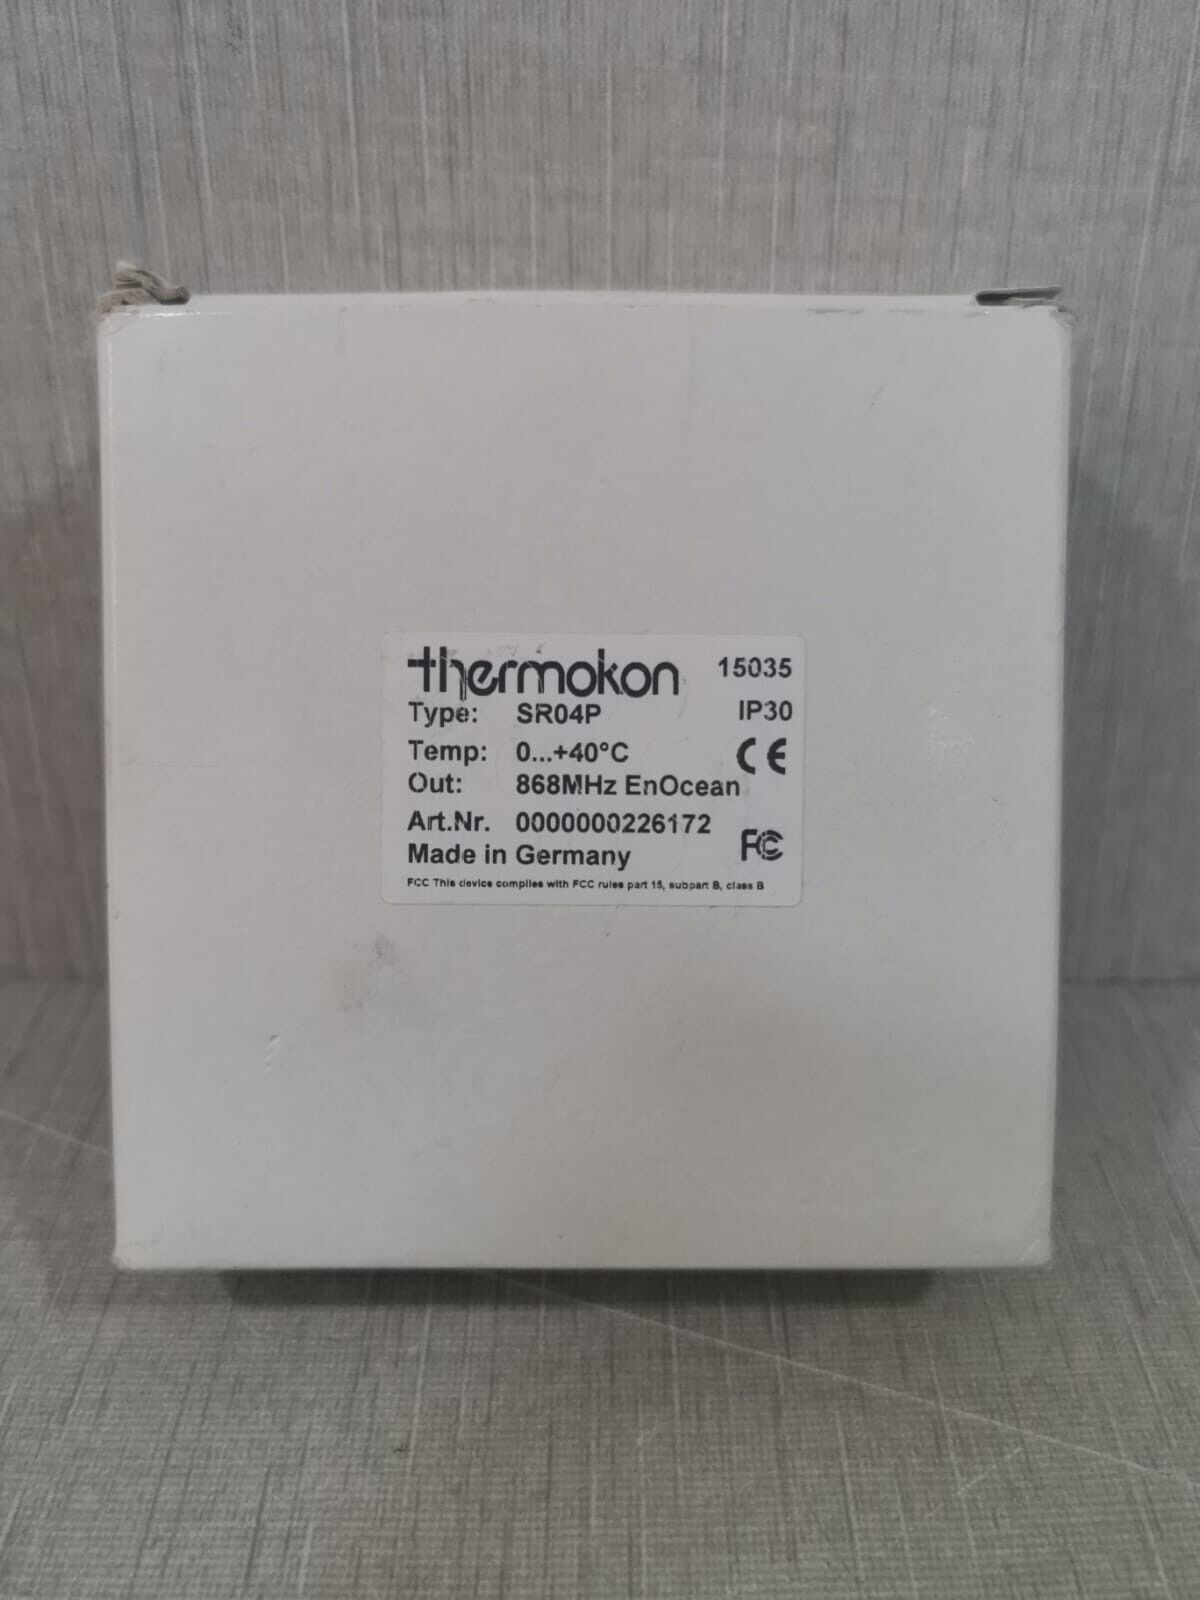 thermokon 15035
Type: SR04P IP30
Temp: 0...+40°C CE
Out: 868MHz EnOcean
Art.Nr. 0000000226172 FC
Made in Germany
FCC This device complies with FCC rules part 15, subpart B, class B